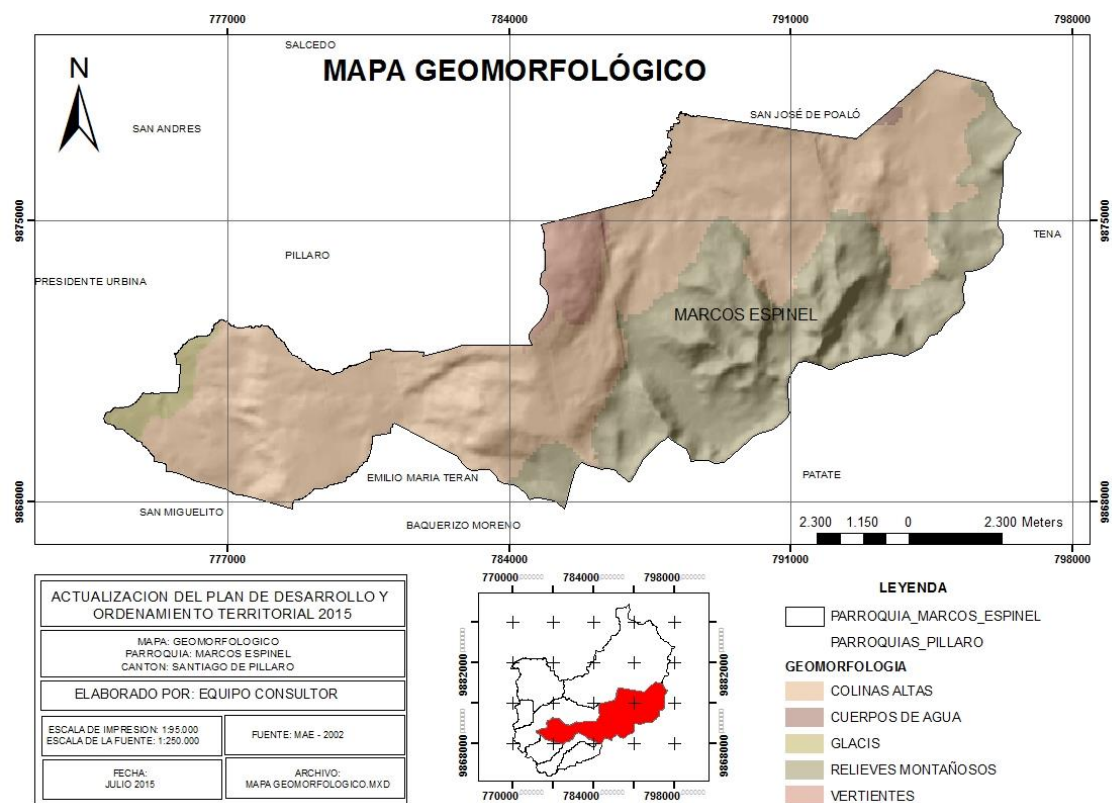 777000 784000 791000 798000
SALCEDO
N
MAPA GEOMORFOLÓGICO
SAN JOSÉ DE POALÓ
SAN ANDRES
9875000 9875000
TENA
PILLARO
PRESIDENTE URBINA
MARCOS ESPINEL
EMILIO MARIA TERAN
PATATE
9868000 9868000
SAN MIGUELITO
BAQUERIZO MORENO
2.300 1.150 0 2.300 Meters
777000 784000 791000 798000
ACTUALIZACION DEL PLAN DE DESARROLLO Y
ORDENAMIENTO TERRITORIAL 2015
MAPA: GEOMORFOLOGICO
PARROQUIA: MARCOS ESPINEL
CANTON: SANTIAGO DE PILLARO
ELABORADO POR: EQUIPO CONSULTOR
ESCALA DE IMPRESION: 1:95.000
ESCALA DE LA FUENTE: 1:250.000
FUENTE: MAE - 2002
FECHA:
JULIO 2015
ARCHIVO:
MAPA GEOMORFOLOGICO.MXD
770000 784000 798000
9882000 9882000
9868000 9868000
770000 784000 798000
LEYENDA
PARROQUIA_MARCOS_ESPINEL
PARROQUIAS_PILLARO
GEOMORFOLOGIA
COLINAS ALTAS
CUERPOS DE AGUA
GLACIS
RELIEVES MONTAÑOSOS
VERTIENTES